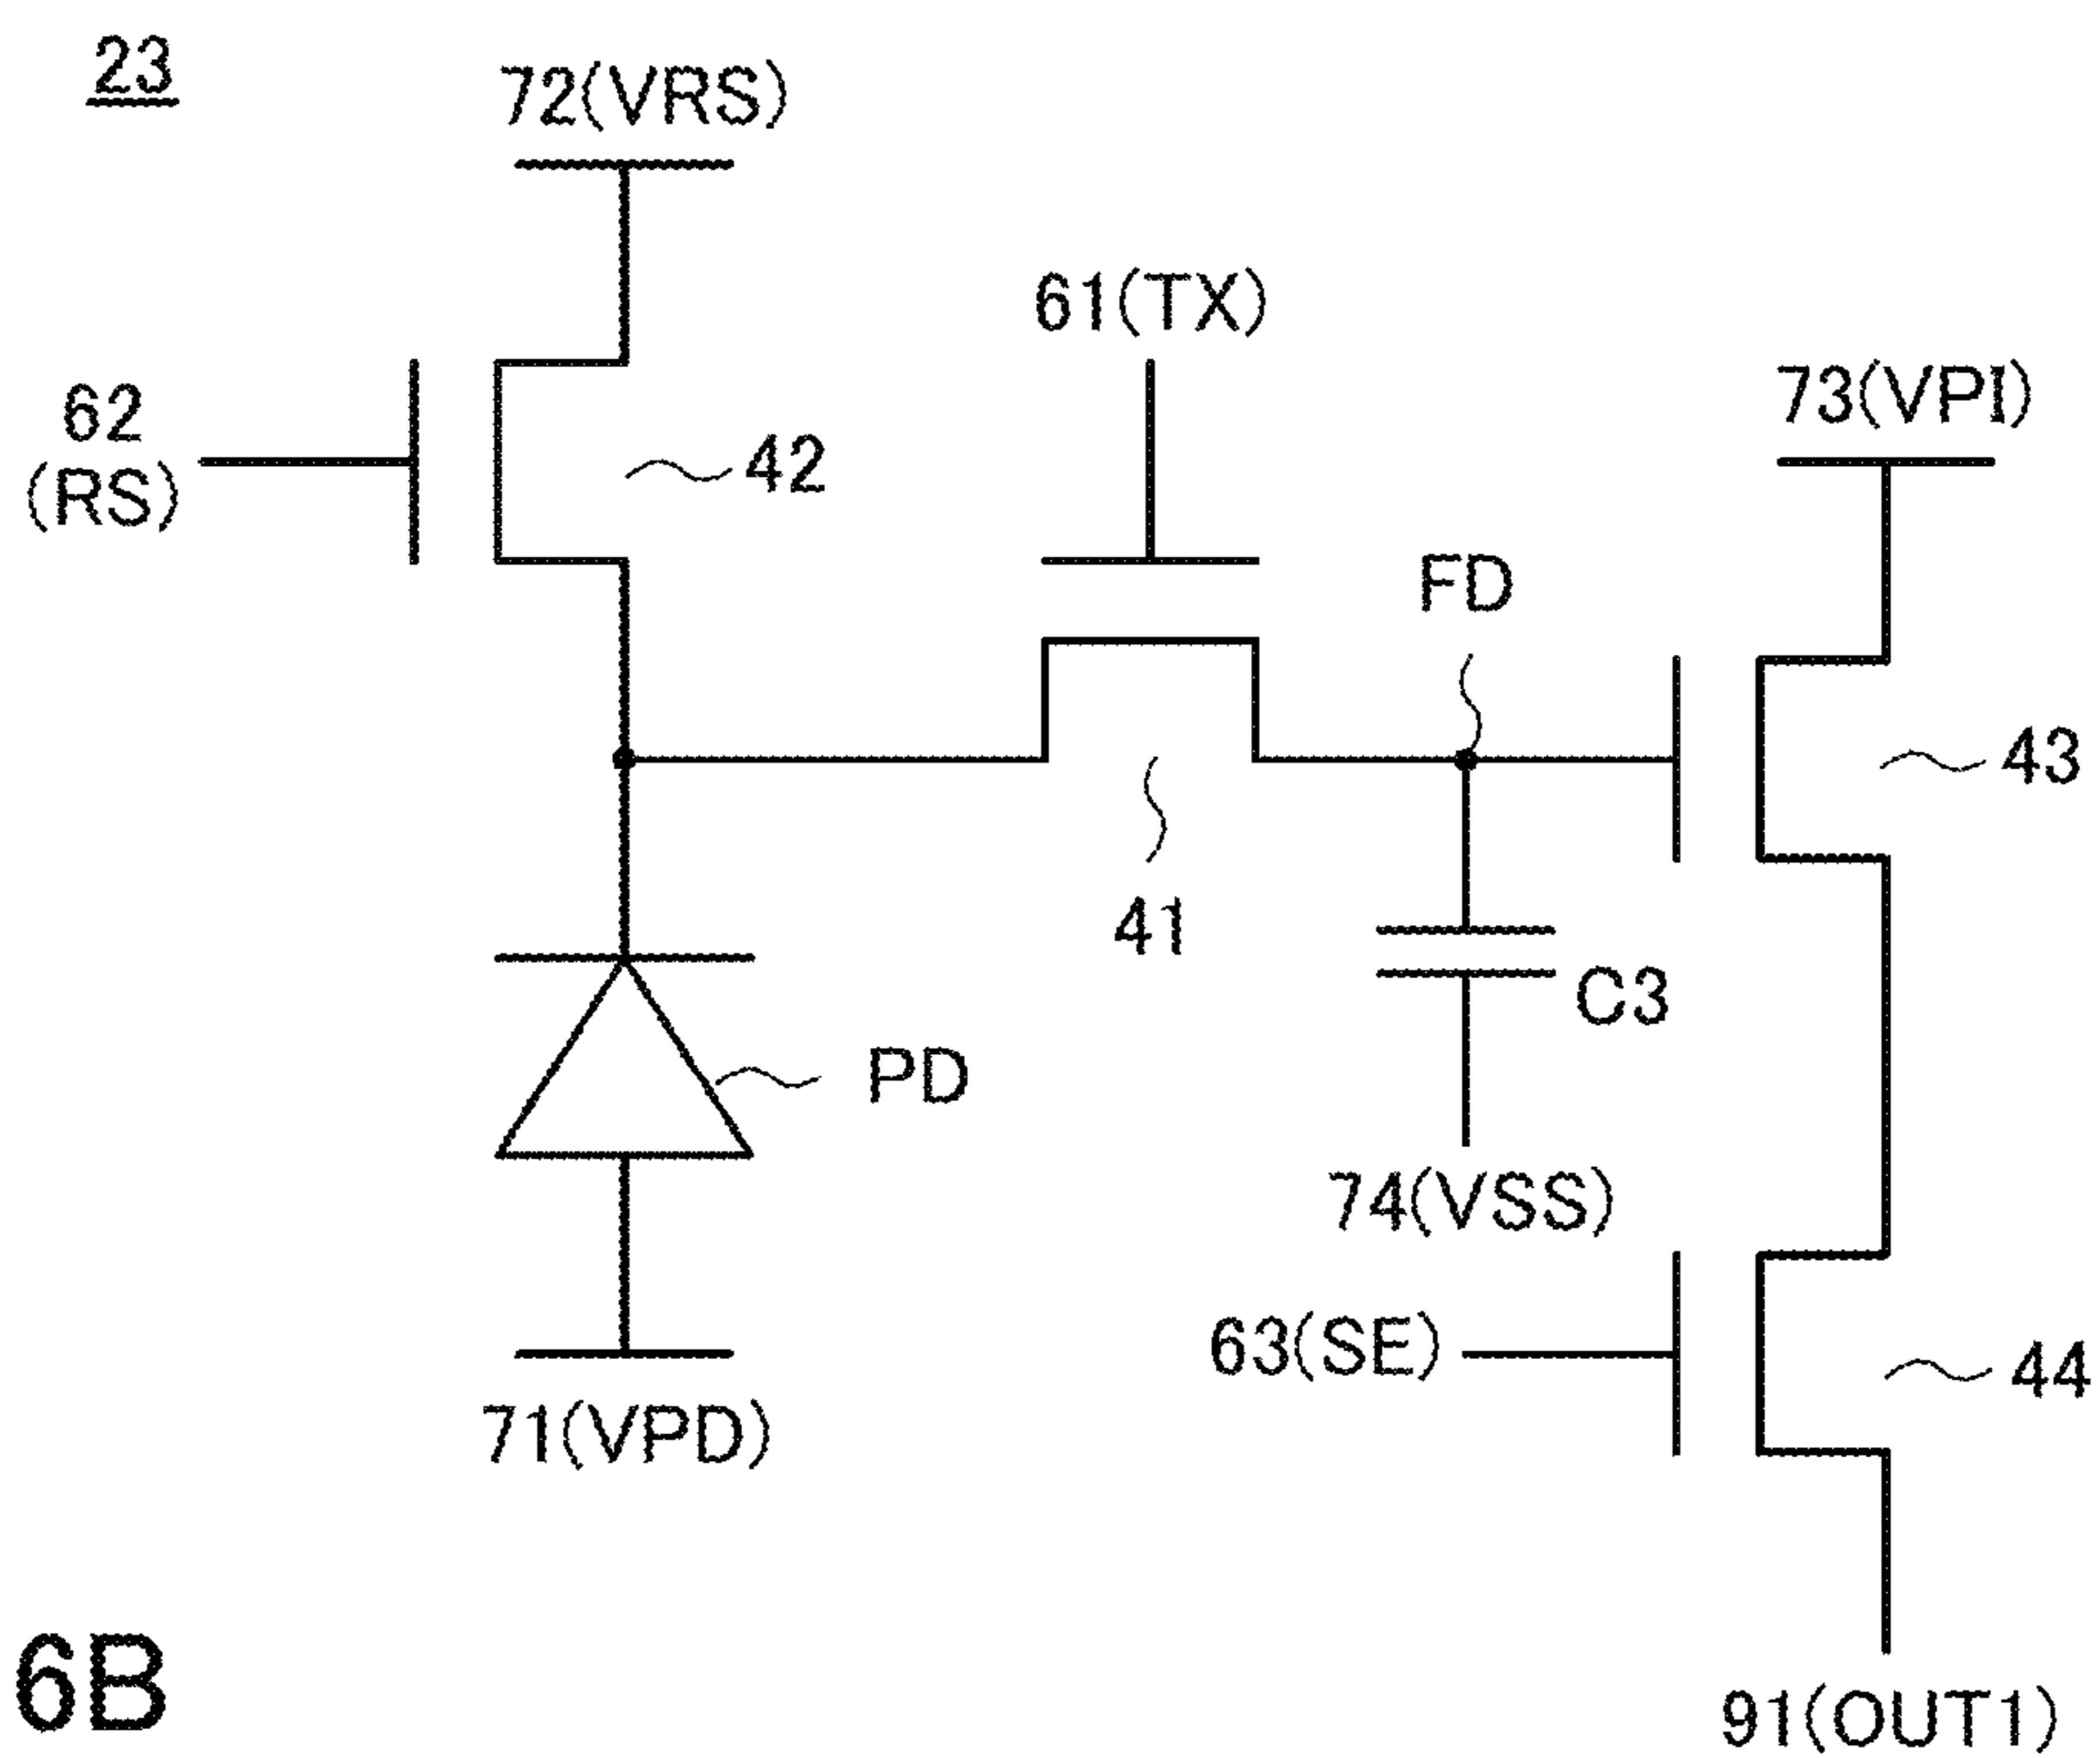 23
72(VRS)
61(TX)
62
(RS)
42
73(VPI)
FD
43
41
C3
PD
74(VSS)
63(SE)
44
71(VPD)
6B
91(OUT1)